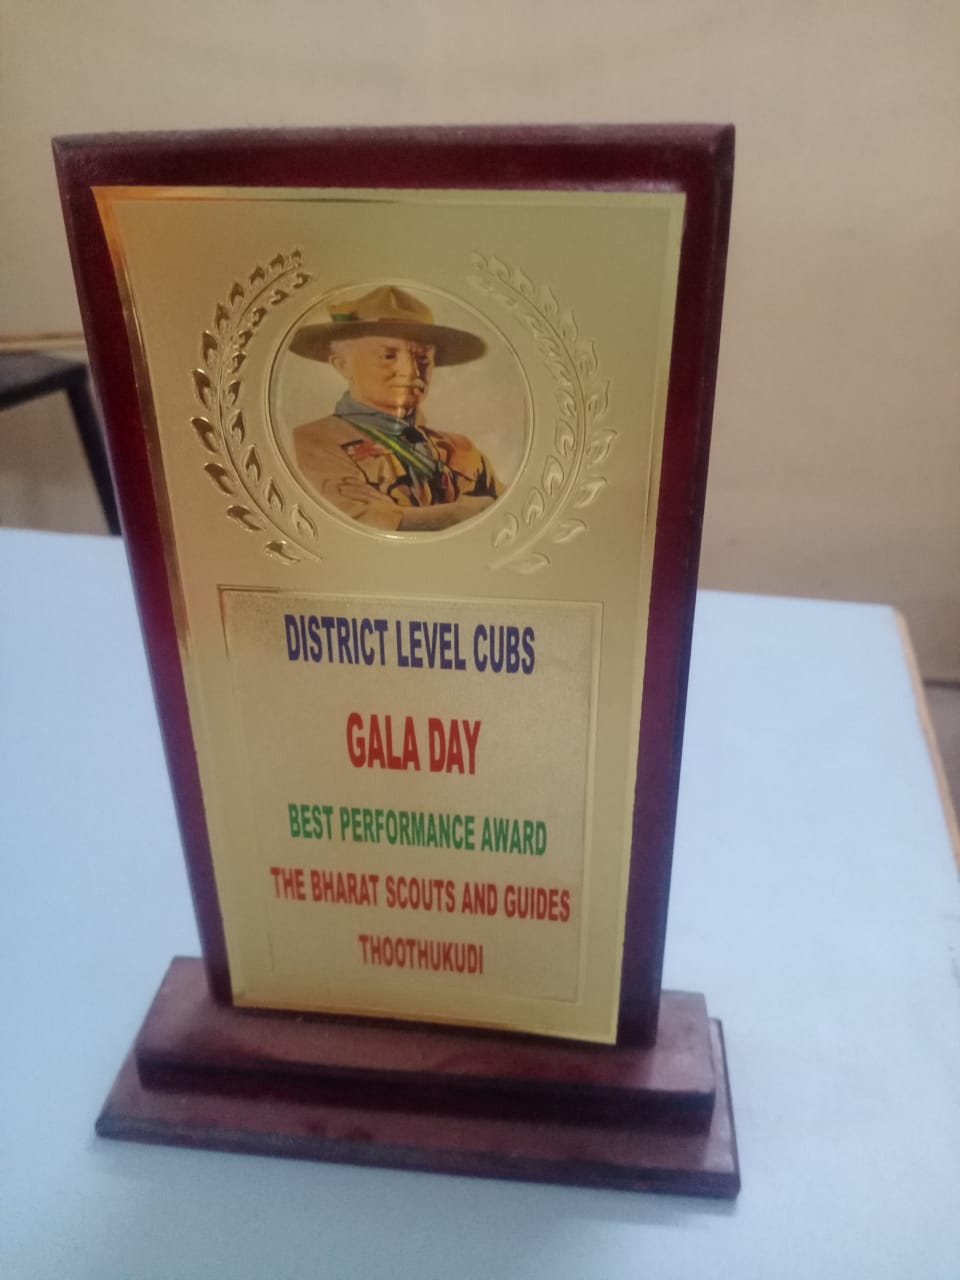 DISTRICT LEVEL CUBS
GALA DAY
BEST PERFORMANCE AWARD
THE BHARAT SCOUTS AND GUIDES
THOOTHUKUDI